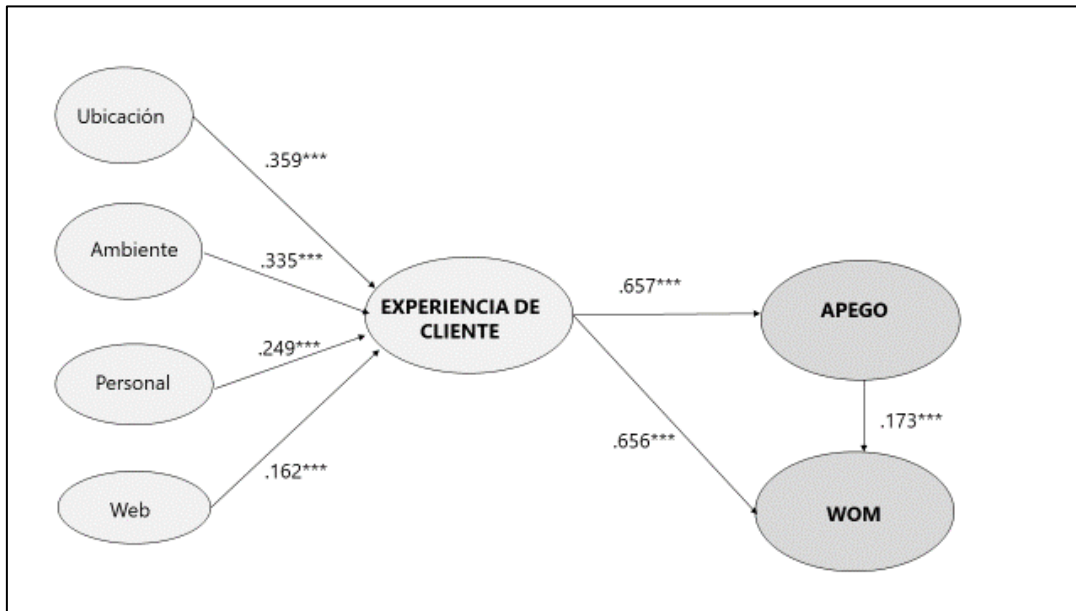 Ubicación
.359***
Ambiente
.335***
EXPERIENCIA DE
CLIENTE
.657***
APEGO
.249***
Personal
.173***
.656***
.162***
Web
WOM